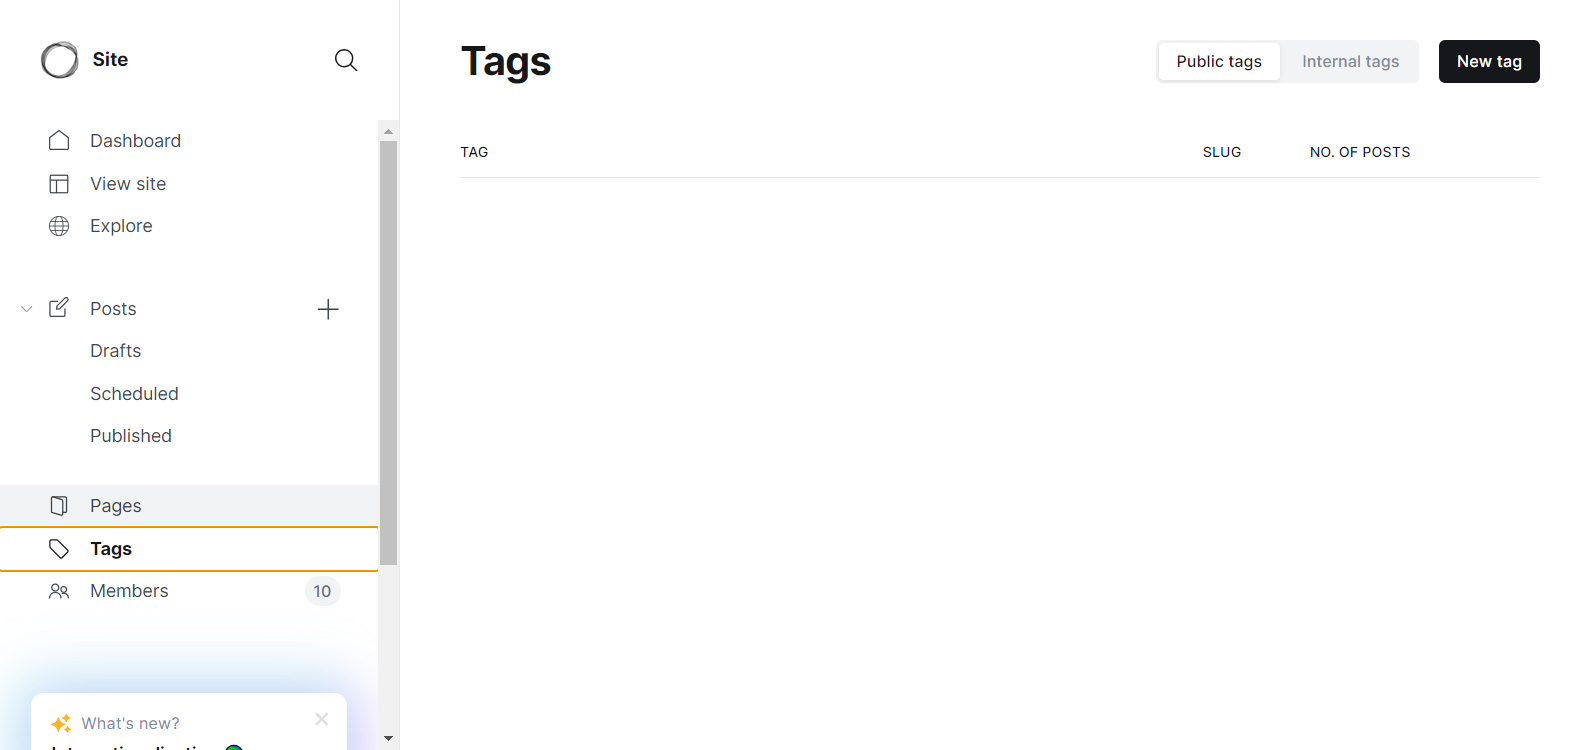 Site
Dashboard
View site
Explore
Posts
Drafts
Scheduled
Published
Pages
Tags
Members 10
What's new?
Tags
Public tags Internal tags New tag
TAG SLUG NO. OF POSTS